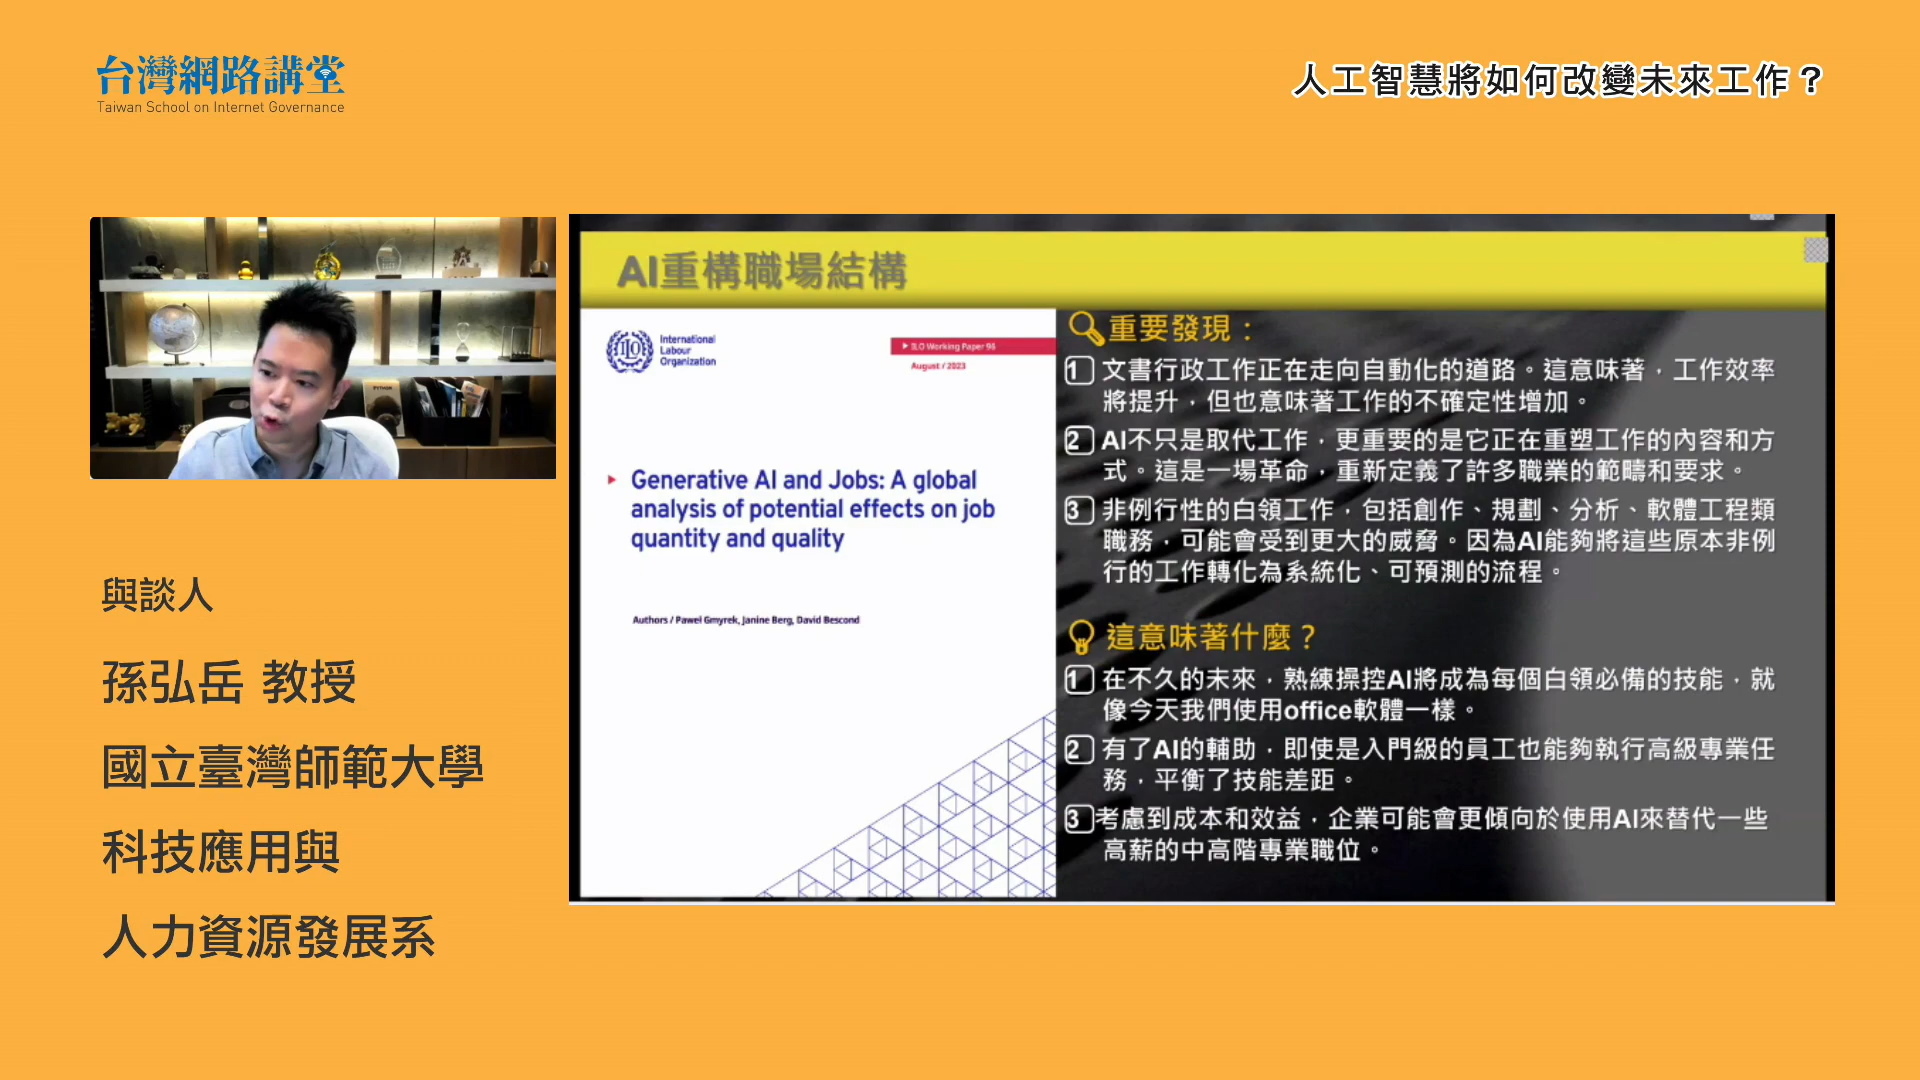 台灣網路講堂
Taiwan School on Internet Governance
人工智慧將如何改變未來工作？
與談人
孫弘岳 教授
國立臺灣師範大學
科技應用與
人力資源發展系
AI重構職場結構
International
Labour
Organization
ILO Working Paper 96
August / 2023
Generative AI and Jobs: A global
analysis of potential effects on job
quantity and quality
Authors / Pawel Gmyrek, Janine Berg, David Bescond
重要發現：
1 文書行政工作正在走向自動化的道路。這意味著，工作效率
將提升，但也意味著工作的不確定性增加。
2 AI不只是取代工作，更重要的是它正在重塑工作的內容和方
式。這是一場革命，重新定義了許多職業的範疇和要求。
3 非例行性的白領工作，包括創作、規劃、分析、軟體工程類
職務，可能會受到更大的威脅。因為AI能夠將這些原本非例
行的工作轉化為系統化、可預測的流程。
這意味著什麼？
1 在不久的未來，熟練操控AI將成為每個白領必備的技能，就
像今天我們使用office軟體一樣。
2 有了AI的輔助，即使是入門級的員工也能夠執行高級專業任
務，平衡了技能差距。
3 考慮到成本和效益，企業可能會更傾向於使用AI來替代一些
高薪的中高階專業職位。